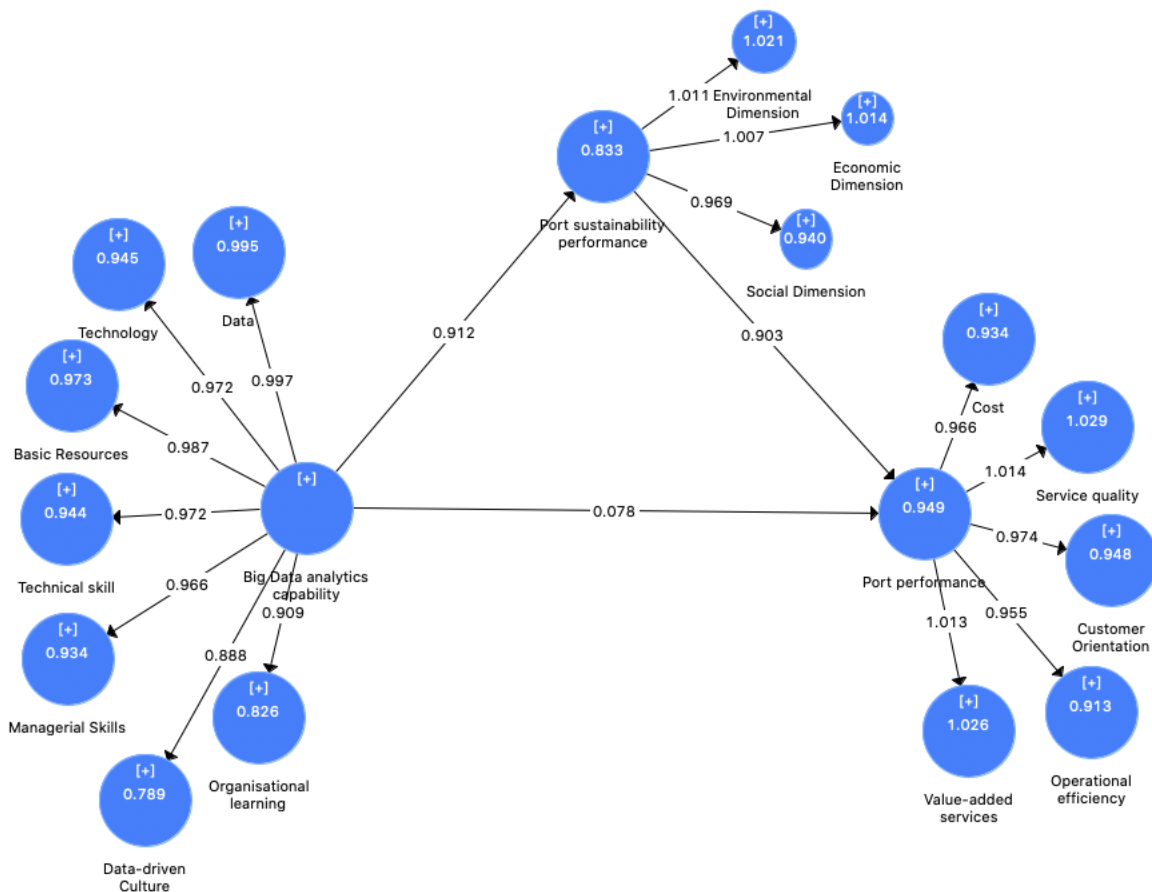 [+]
1.021
1.011
Environmental
Dimension
[+]
1.014
1.007
Economic
Dimension
[+]
0.833
Port sustainability
performance
0.969
[+]
0.940
Social Dimension
[+]
0.945
Technology
[+]
0.995
Data
[+]
0.973
Basic Resources
0.972
0.997
0.987
0.912
0.903
[+]
0.934
Cost
0.966
[+]
1.029
Service quality
1.014
[+]
0.944
Technical skill
0.972
[+]
Big Data analytics
capability
0.078
[+]
0.949
Port performance
0.974
[+]
0.948
Customer
Orientation
0.966
[+]
0.934
Managerial Skills
0.888
0.909
[+]
0.826
Organisational
learning
[+]
0.789
Data-driven
Culture
1.013
0.955
[+]
1.026
Value-added
services
[+]
0.913
Operational
efficiency